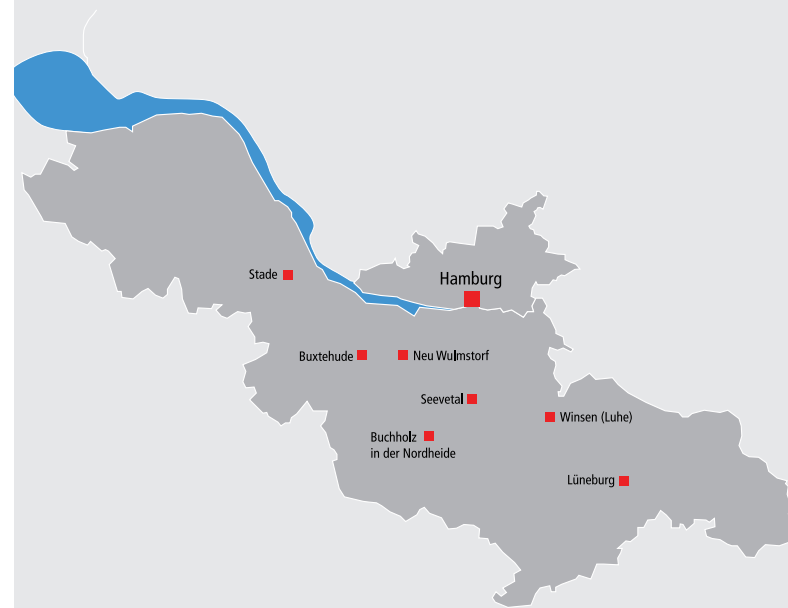 Hamburg
Stade
Buxtehude
Neu Wulmstorf
Seevetal
Winsen (Luhe)
Buchholz
in der Nordheide
Lüneburg